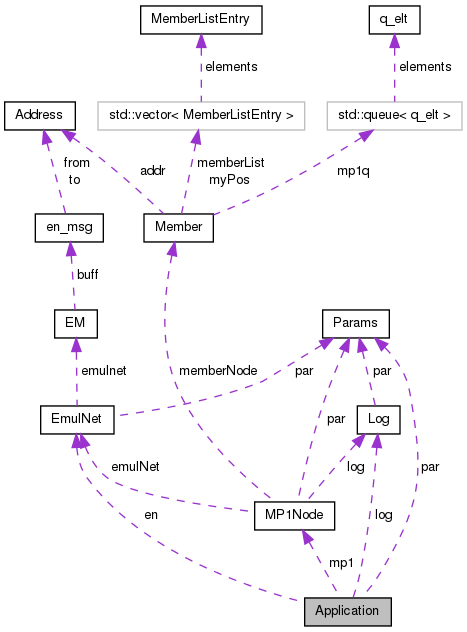 MemberListEntry
q_elt
elements
elements
Address
std::vector< MemberListEntry >
std::queue< q_elt >
from
to
addr
memberList
myPos
mp1q
en_msg
Member
buff
EM
Params
emulnet
memberNode
par
par
EmulNet
par
Log
emulNet
log
par
MP1Node
en
log
mp1
Application